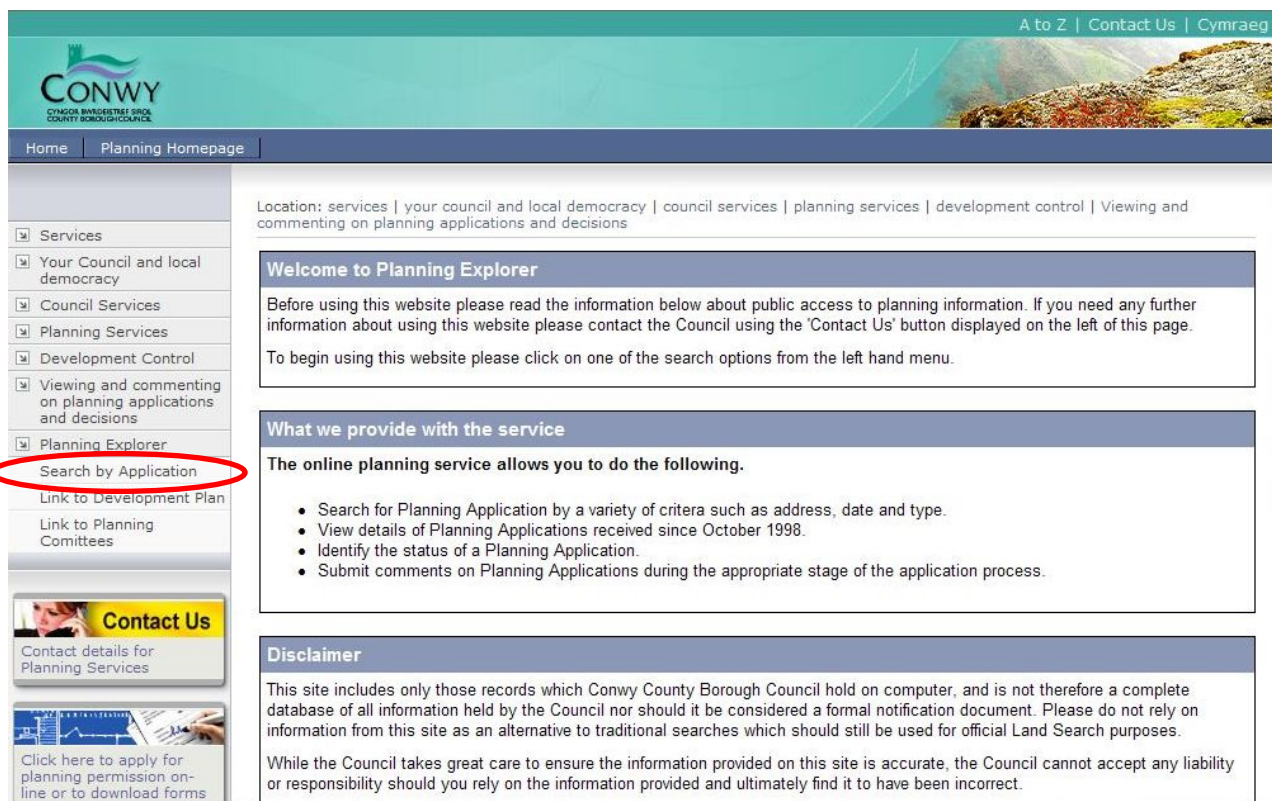 A to Z | Contact Us | Cymraeg
CONWY
CYNGOR BWRDEISTREF SIROL
COUNTY BOROUGH COUNCIL
Home | Planning Homepage |
Location: services | your council and local democracy | council services | planning services | development control | Viewing and
commenting on planning applications and decisions
Services
Your Council and local
democracy
Council Services
Planning Services
Development Control
Viewing and commenting
on planning applications
and decisions
Planning Explorer
Search by Application
Link to Development Plan
Link to Planning
Comittees
Contact Us
Contact details for
Planning Services
Click here to apply for
planning permission on-
line or to download forms
Welcome to Planning Explorer
Before using this website please read the information below about public access to planning information. If you need any further
information about using this website please contact the Council using the 'Contact Us' button displayed on the left of this page.
To begin using this website please click on one of the search options from the left hand menu.
What we provide with the service
The online planning service allows you to do the following.
• Search for Planning Application by a variety of critera such as address, date and type.
• View details of Planning Applications received since October 1998.
• Identify the status of a Planning Application.
• Submit comments on Planning Applications during the appropriate stage of the application process.
Disclaimer
This site includes only those records which Conwy County Borough Council hold on computer, and is not therefore a complete
database of all information held by the Council nor should it be considered a formal notification document. Please do not rely on
information from this site as an alternative to traditional searches which should still be used for official Land Search purposes.
While the Council takes great care to ensure the information provided on this site is accurate, the Council cannot accept any liability
or responsibility should you rely on the information provided and ultimately find it to have been incorrect.